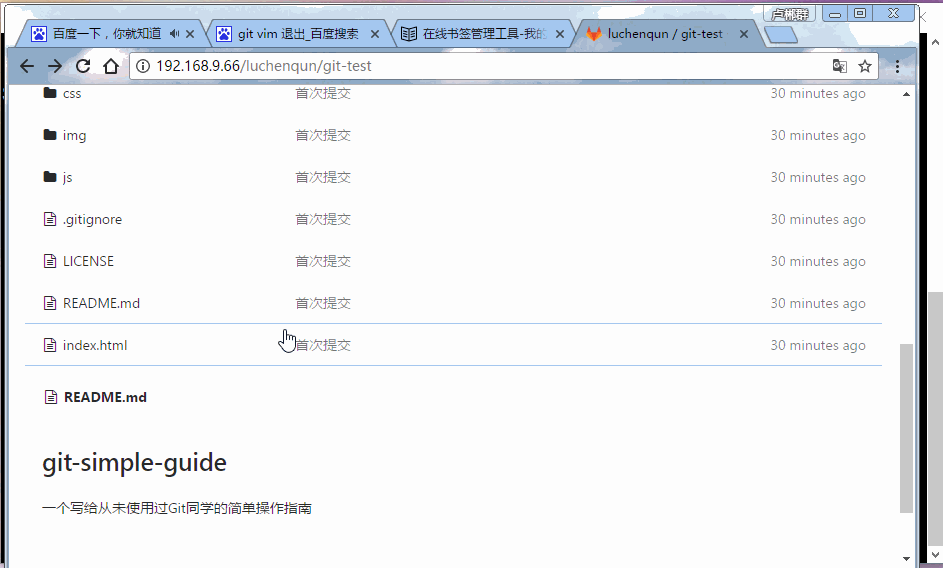 卢郴群
百度一下，你就知道
git vim 退出_百度搜索
在线书签管理工具-我的
luchenqun / git-test
192.168.9.66/luchenqun/git-test
css 首次提交 30 minutes ago
img 首次提交 30 minutes ago
js 首次提交 30 minutes ago
.gitignore 首次提交 30 minutes ago
LICENSE 首次提交 30 minutes ago
README.md 首次提交 30 minutes ago
index.html 首次提交 30 minutes ago
README.md
git-simple-guide
一个写给从未使用过Git同学的简单操作指南